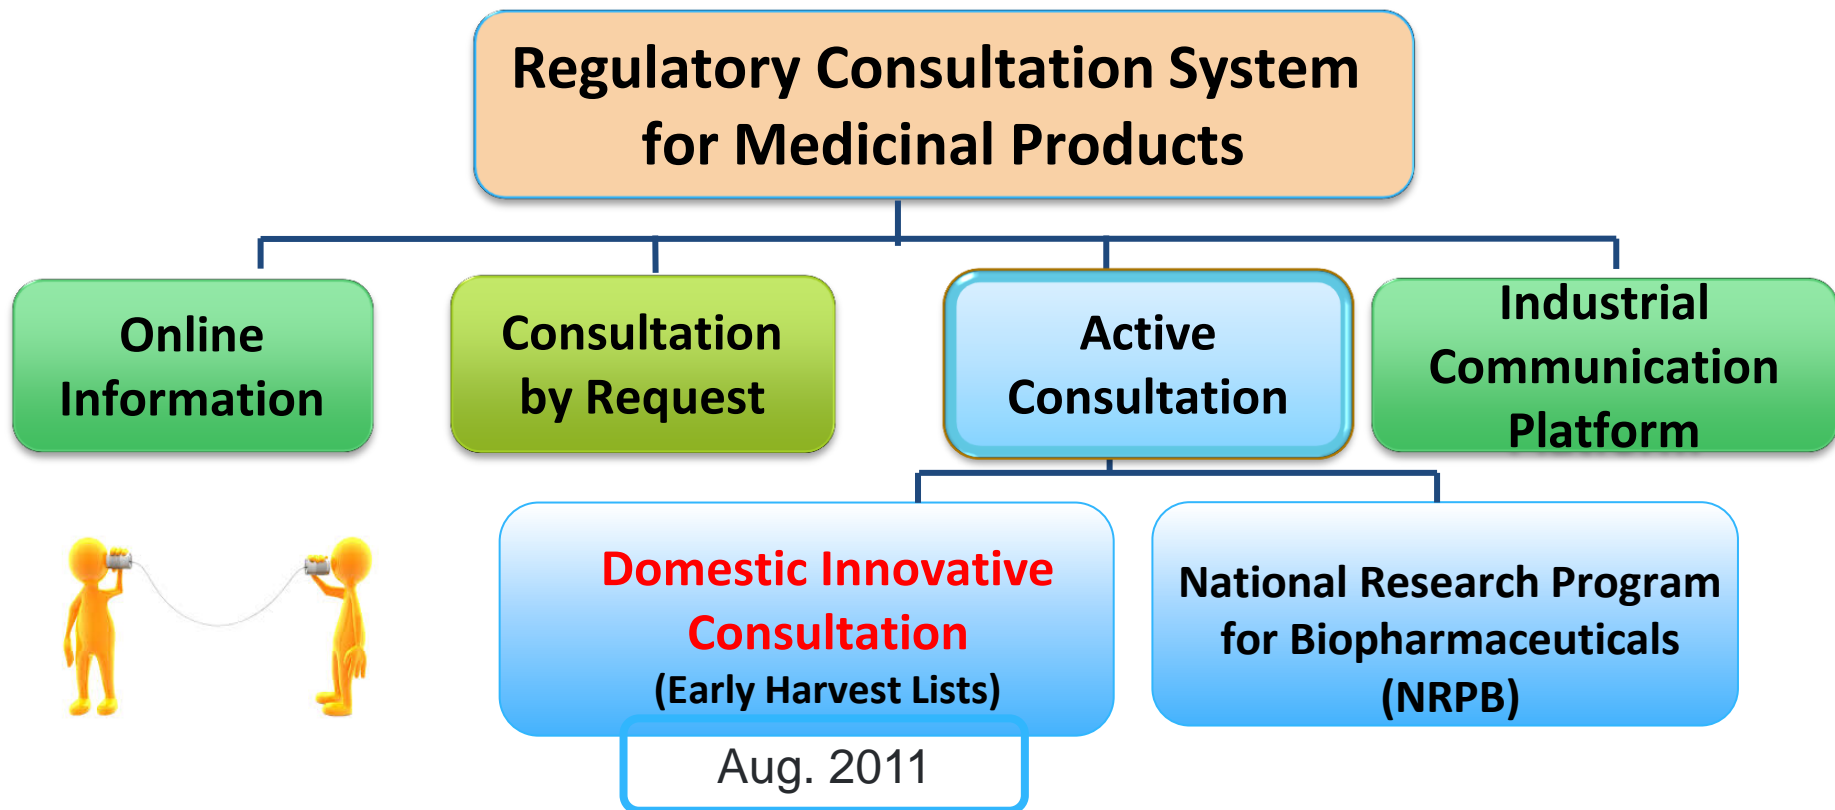 Regulatory Consultation System
for Medicinal Products
Online
Information
Consultation
by Request
Active
Consultation
Industrial
Communication
Platform
Domestic Innovative
Consultation
(Early Harvest Lists)
Aug. 2011
National Research Program
for Biopharmaceuticals
(NRPB)